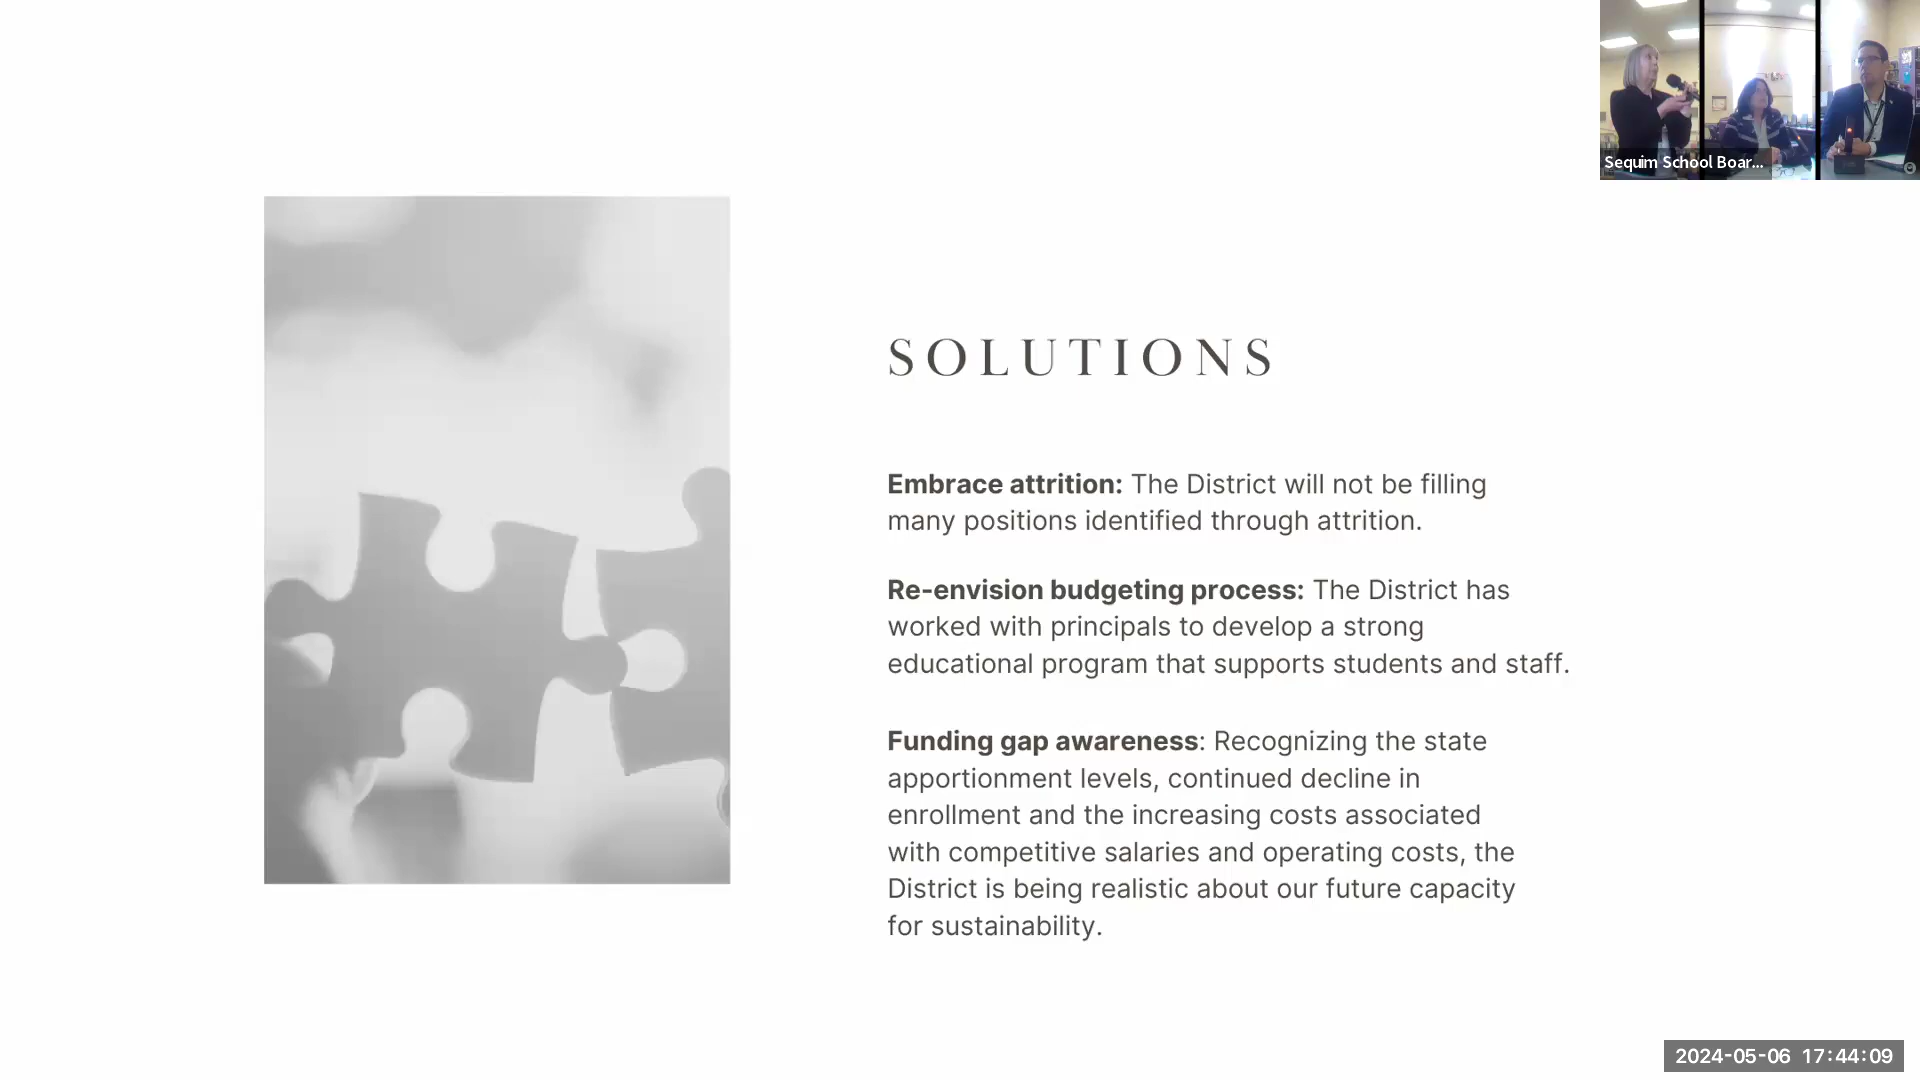 Sequim School Boar...
SOLUTIONS
Embrace attrition: The District will not be filling
many positions identified through attrition.
Re-envision budgeting process: The District has
worked with principals to develop a strong
educational program that supports students and staff.
Funding gap awareness: Recognizing the state
apportionment levels, continued decline in
enrollment and the increasing costs associated
with competitive salaries and operating costs, the
District is being realistic about our future capacity
for sustainability.
2024-05-06 17:44:09